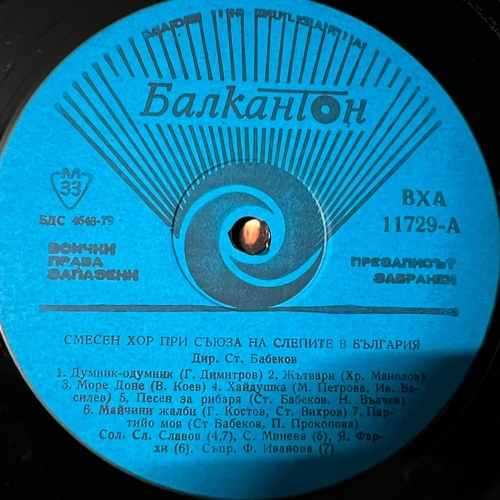 MADE IN BULGARIA
Балкантон
М
33
БДС 4643-79
ВСИЧКИ
ПРАВА
ЗАПАЗЕНИ
ВХА
11729-А
ПРЕЗАПИСЪТ
ЗАБРАНЕН
СМЕСЕН ХОР ПРИ СЪЮЗА НА СЛЕПИТЕ В БЪЛГАРИЯ
Дир. Ст. Бабеков
1. Думник-одумник (Г. Димитров) 2. Жътвари (Хр. Манолов)
3. Море Доне (В. Коев) 4. Хайдушка (М. Петрова, Ив. Ва-
силев) 5. Песен за рибаря (Ст. Бабеков, Н. Вълчев)
6. Майчини жалби (Г. Костов, Ст. Вихров) 7. Пар-
тийо моя (Ст Бабеков, П. Прокопова)
Сол. Сл. Славов (4,7), С. Минева (6), Я. Фар-
хи (6). Съпр. Ф. Иванова (7)